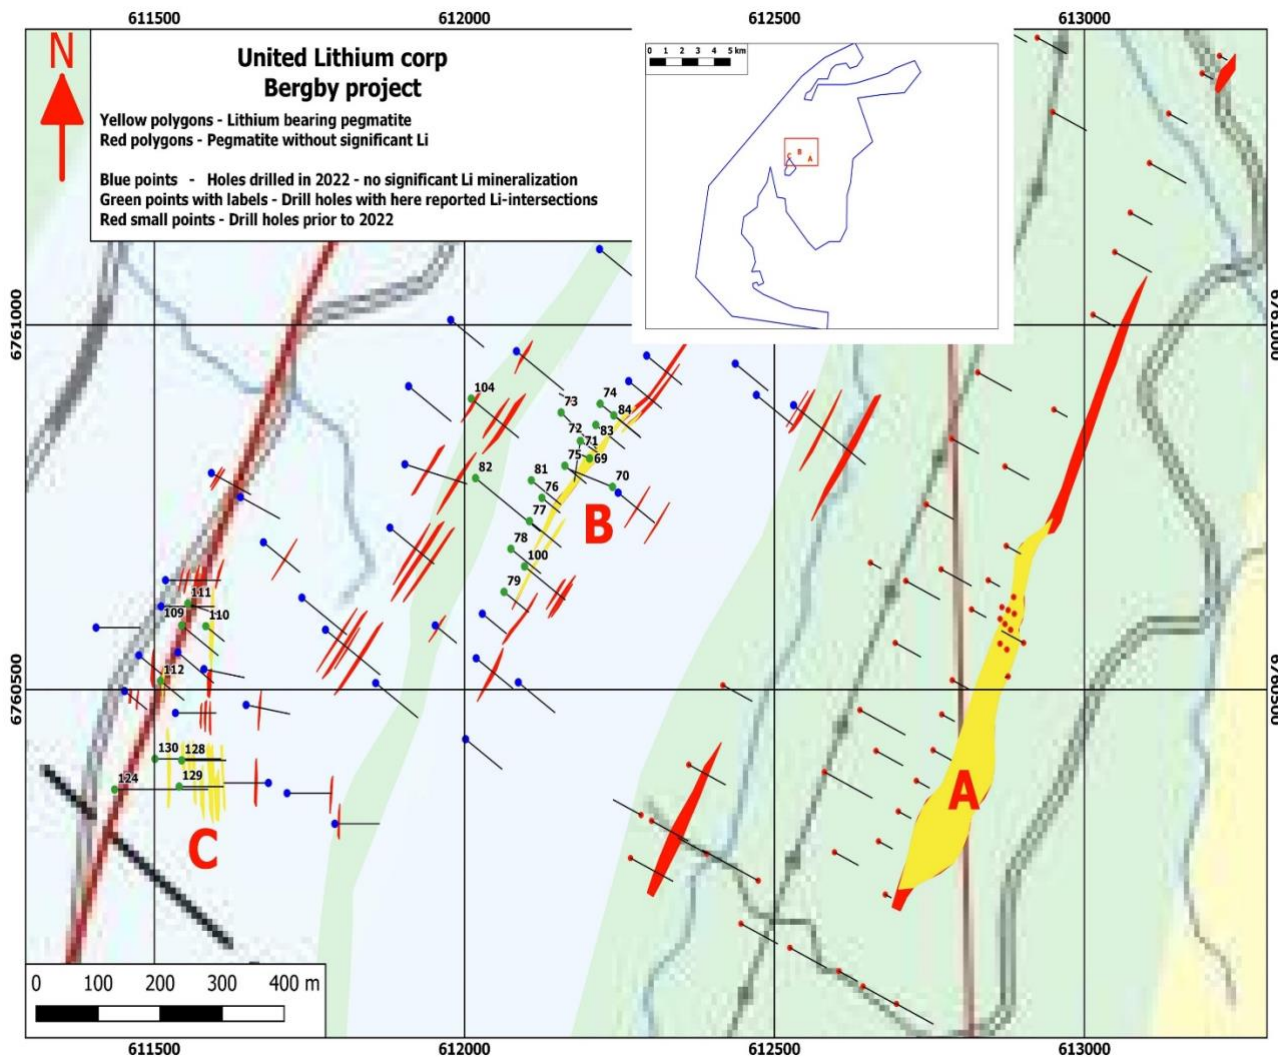 611500 612000 612500 613000
N
United Lithium corp
Bergby project
Yellow polygons - Lithium bearing pegmatite
Red polygons - Pegmatite without significant Li
Blue points - Holes drilled in 2022 - no significant Li mineralization
Green points with labels - Drill holes with here reported Li-intersections
Red small points - Drill holes prior to 2022
0 1 2 3 4 5 km
C B A
6761000
6761000
104
73
74
84
72
83
71
75
69
82
81
70
76
77
B
78
100
79
111
109
110
112
6760500
6760500
130
128
124
129
A
C
0 100 200 300 400 m
611500 612000 612500 613000